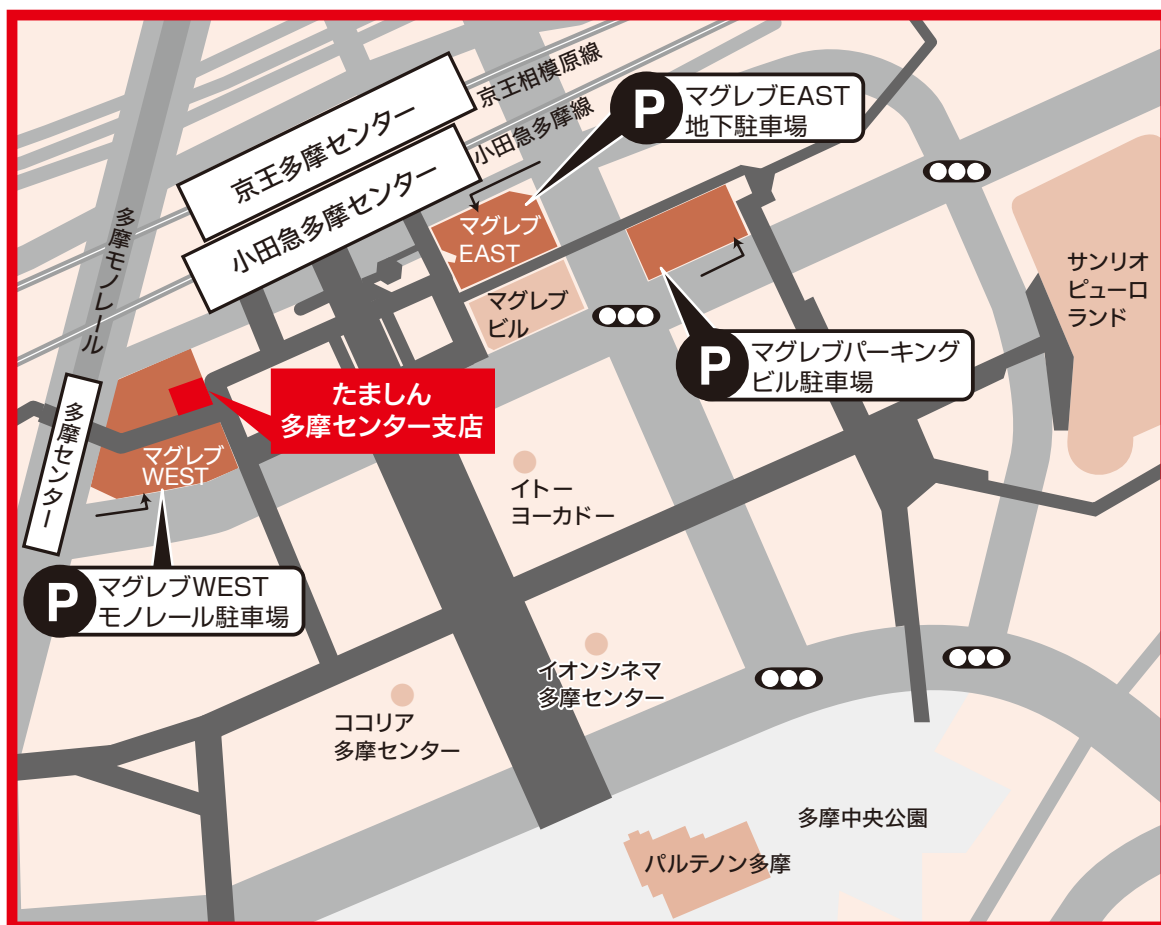 京王相模原線
小田急多摩線
京王多摩センター
小田急多摩センター
P
マグレブEAST
地下駐車場
マグレブ
EAST
マグレブ
ビル
多摩モノレール
多摩センター
サンリオ
ピューロ
ランド
P
マグレブパーキング
ビル駐車場
たましん
多摩センター支店
マグレブ
WEST
イトー
ヨーカドー
P
マグレブWEST
モノレール駐車場
イオンシネマ
多摩センター
ココリア
多摩センター
多摩中央公園
パルテノン多摩